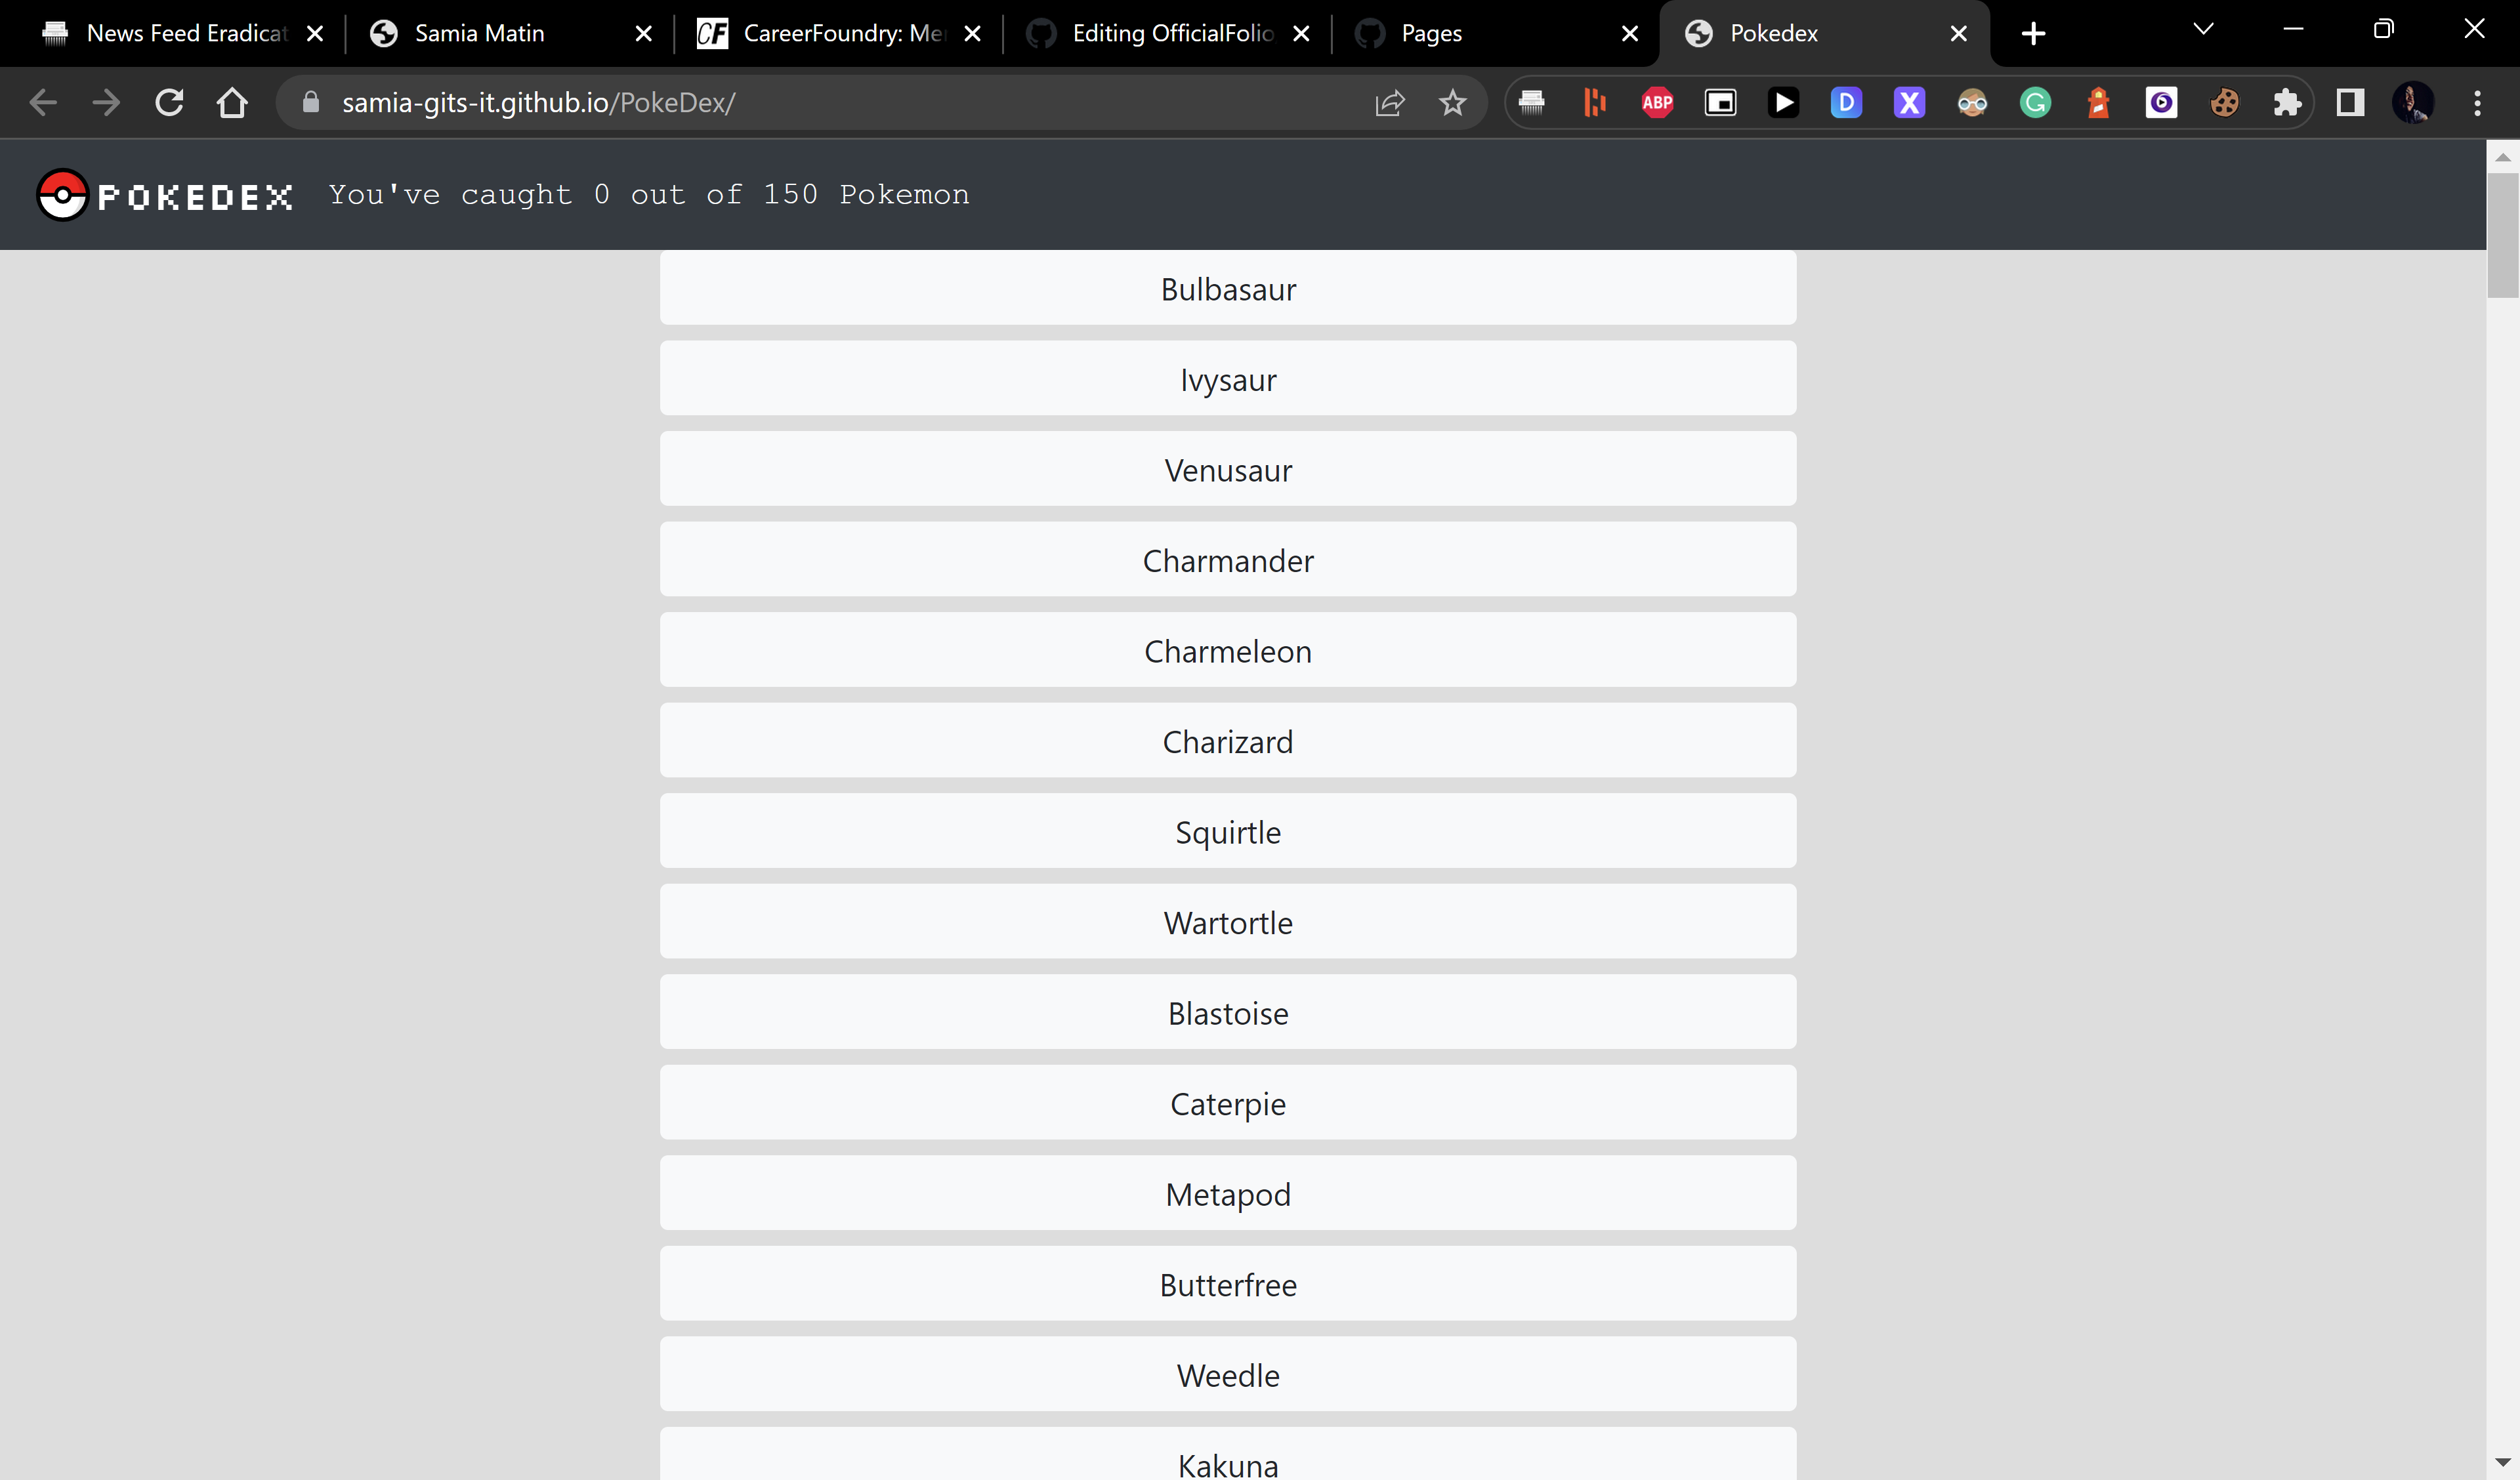 News Feed Eradicat
Samia Matin
CF CareerFoundry: Me
Editing OfficialFolio
Pages
Pokedex
samia-gits-it.github.io/PokeDex/
ABP
D
X
G
POKEDEX You've caught 0 out of 150 Pokemon
Bulbasaur
Ivysaur
Venusaur
Charmander
Charmeleon
Charizard
Squirtle
Wartortle
Blastoise
Caterpie
Metapod
Butterfree
Weedle
Kakuna